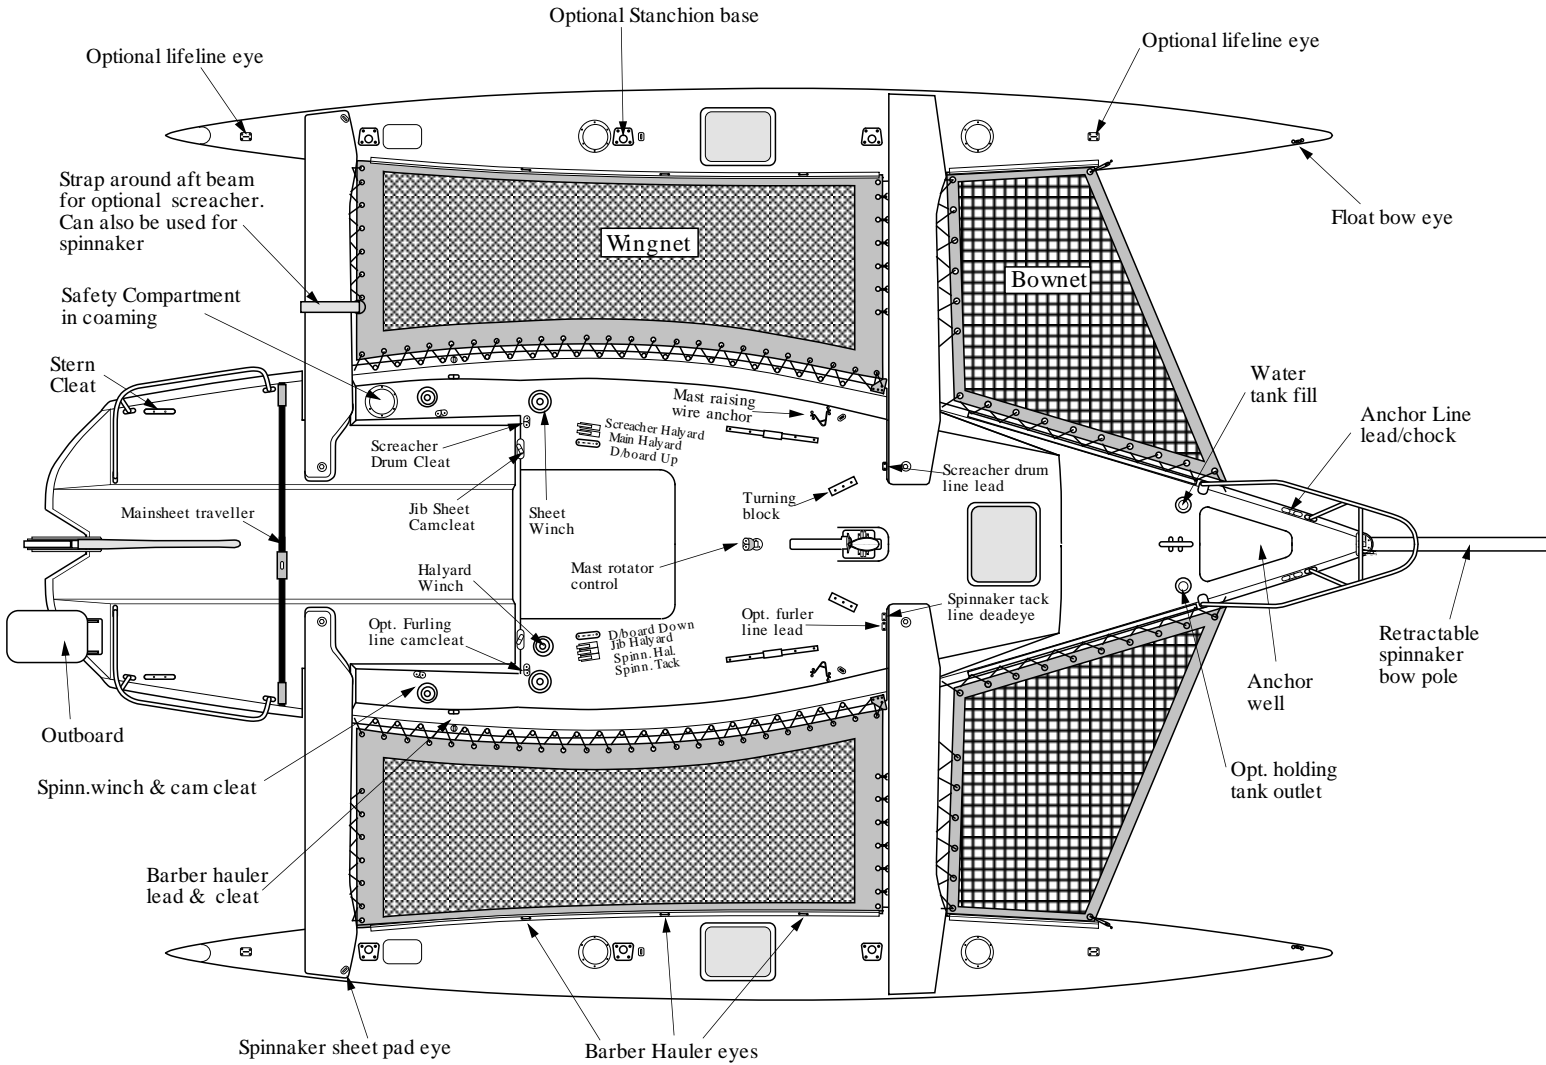 Optional Stanchion base
Optional lifeline eye
Optional lifeline eye
Strap around aft beam
for optional screacher.
Can also be used for
spinnaker
Wingnet
Bownet
Float bow eye
Safety Compartment
in coaming
Stern
Cleat
Mast raising
wire anchor
Water
tank fill
Anchor Line
lead/chock
Screacher
Drum Cleat
Screacher Halyard
Main Halyard
D/board Up
Screacher drum
line lead
Mainsheet traveller
Jib Sheet
Camcleat
Sheet
Winch
Turning
block
Halyard
Winch
Mast rotator
control
Opt. Furling
line camcleat
D/board Down
Jib Halyard
Spinn. Hal.
Spinn. Tack
Opt. furler
line lead
Spinnaker tack
line deadeye
Retractable
spinnaker
bow pole
Anchor
well
Outboard
Spinn.winch & cam cleat
Opt. holding
tank outlet
Barber hauler
lead & cleat
Spinnaker sheet pad eye
Barber Hauler eyes